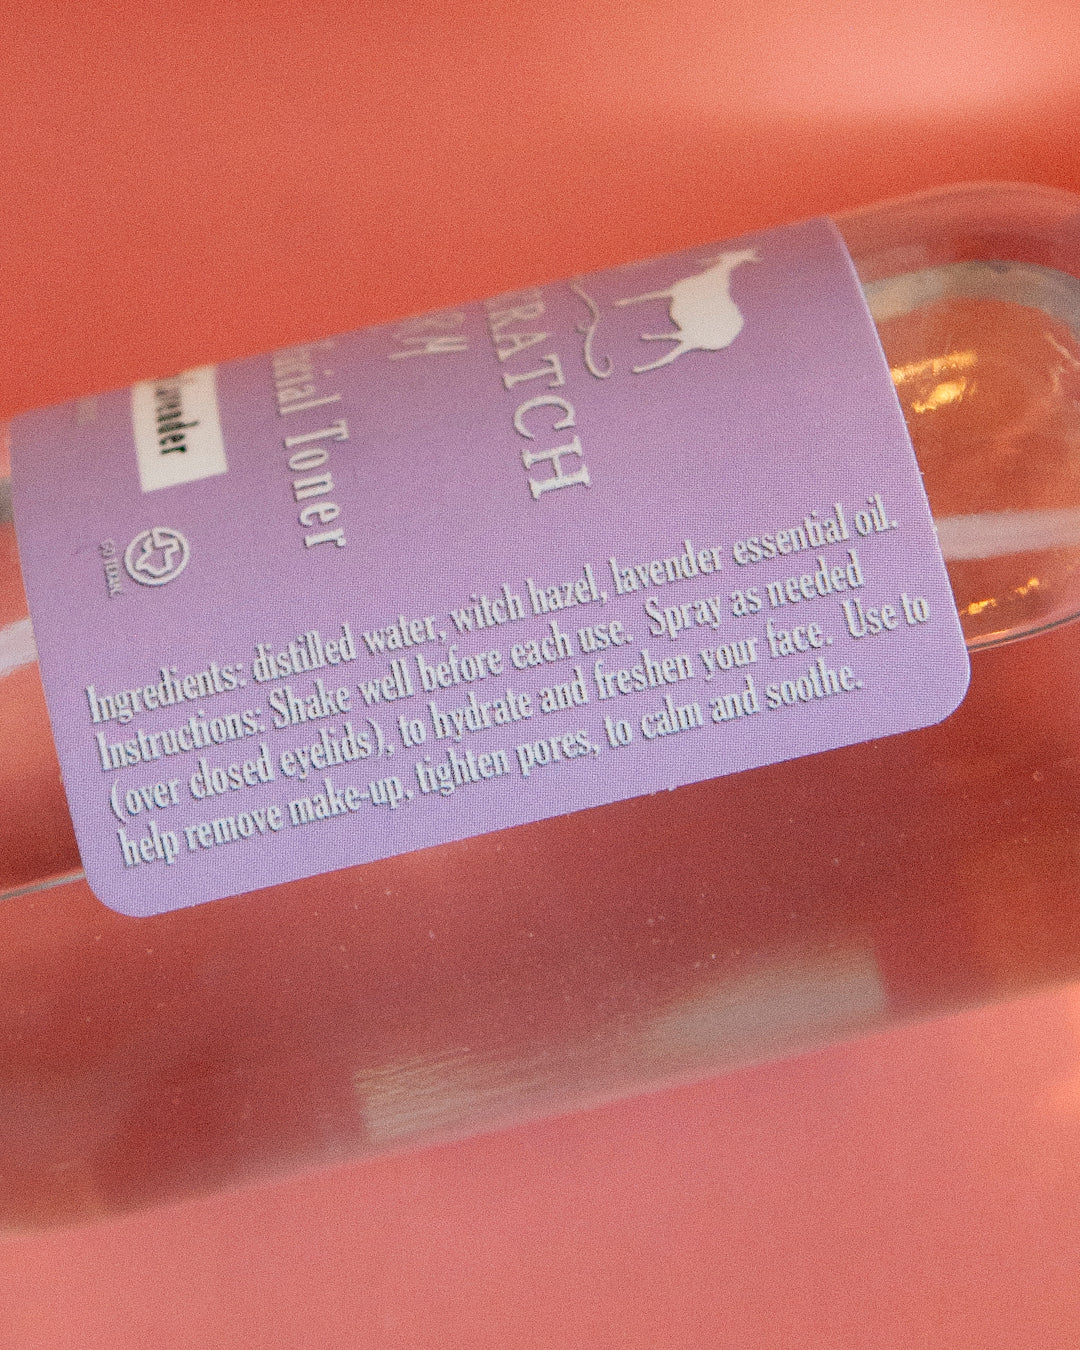 RATCH
Toner
Ingredients: distilled water, witch hazel, lavender essential oil.
Instructions: Shake well before each use. Spray as needed
(over closed eyelids), to hydrate and freshen your face. Use to
help remove make-up, tighten pores, to calm and soothe.